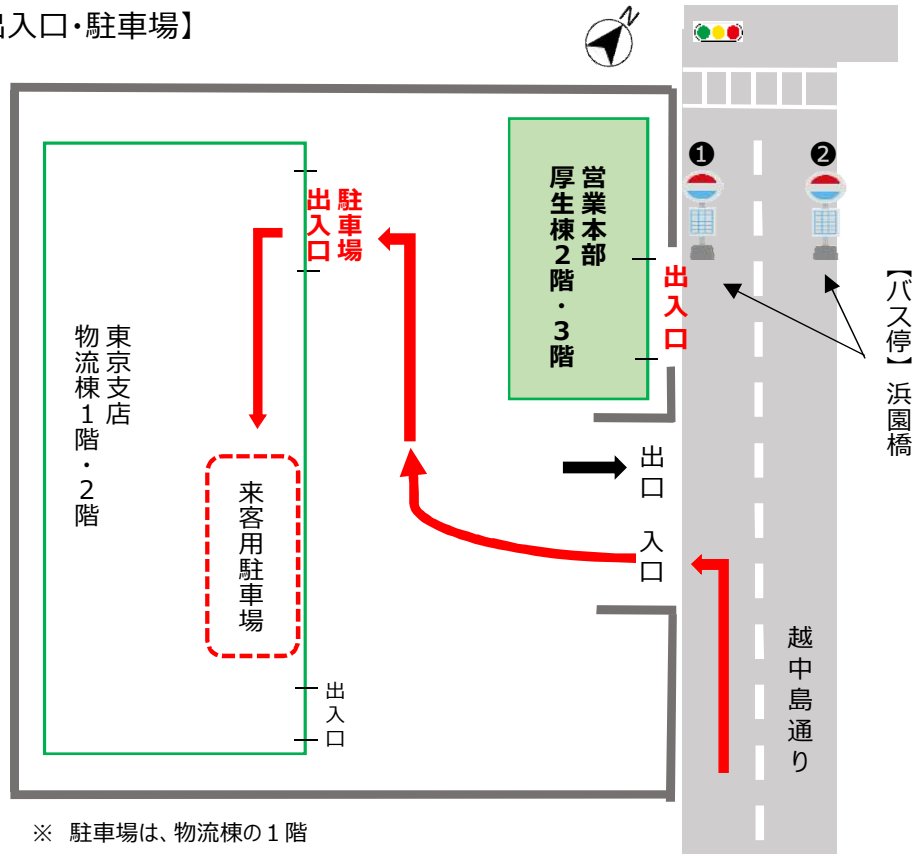 出入口・駐車場】
N
❶
❷
営業本部
厚生棟2階・3階
駐車場
出入口
出入口
【バス停】 浜園橋
東京支店
物流棟1階・2階
来客用駐車場
出口
入口
越中島通り
出入口
※ 駐車場は、物流棟の1階